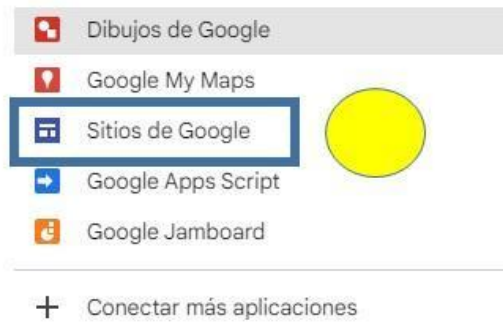 Dibujos de Google
Google My Maps
Sitios de Google
Google Apps Script
Google Jamboard
+ Conectar más aplicaciones